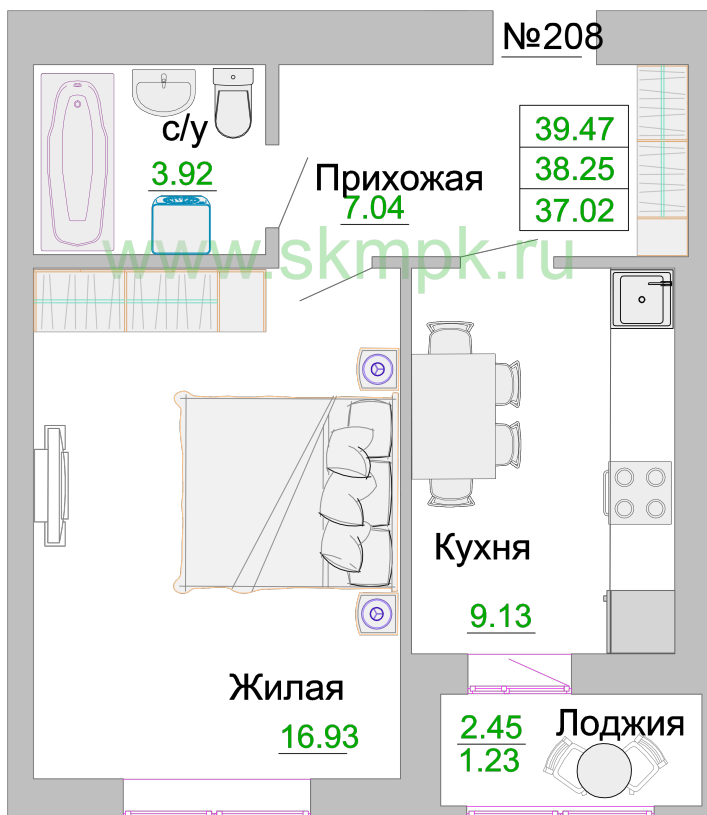 №208
с/у
3.92
Прихожая
7.04
39.47
38.25
37.02
www.skmpk.ru
Кухня
9.13
Жилая
16.93
Лоджия
2.45
1.23